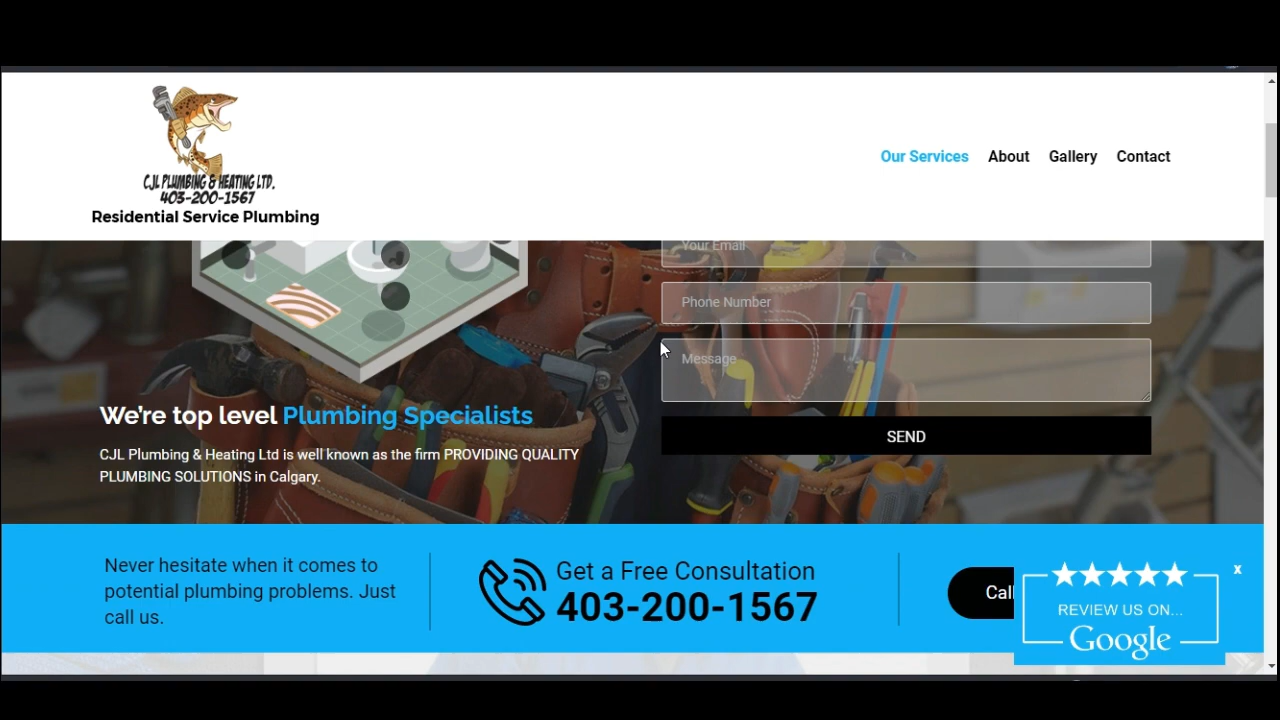 CJL PLUMBING & HEATING LTD.
403-200-1567
Residential Service Plumbing
Our Services About Gallery Contact
Your Email
Phone Number
Message
SEND
We're top level Plumbing Specialists
CJL Plumbing & Heating Ltd is well known as the firm PROVIDING QUALITY
PLUMBING SOLUTIONS in Calgary.
Never hesitate when it comes to
potential plumbing problems. Just
call us.
Get a Free Consultation
403-200-1567
Call
x
REVIEW US ON...
Google